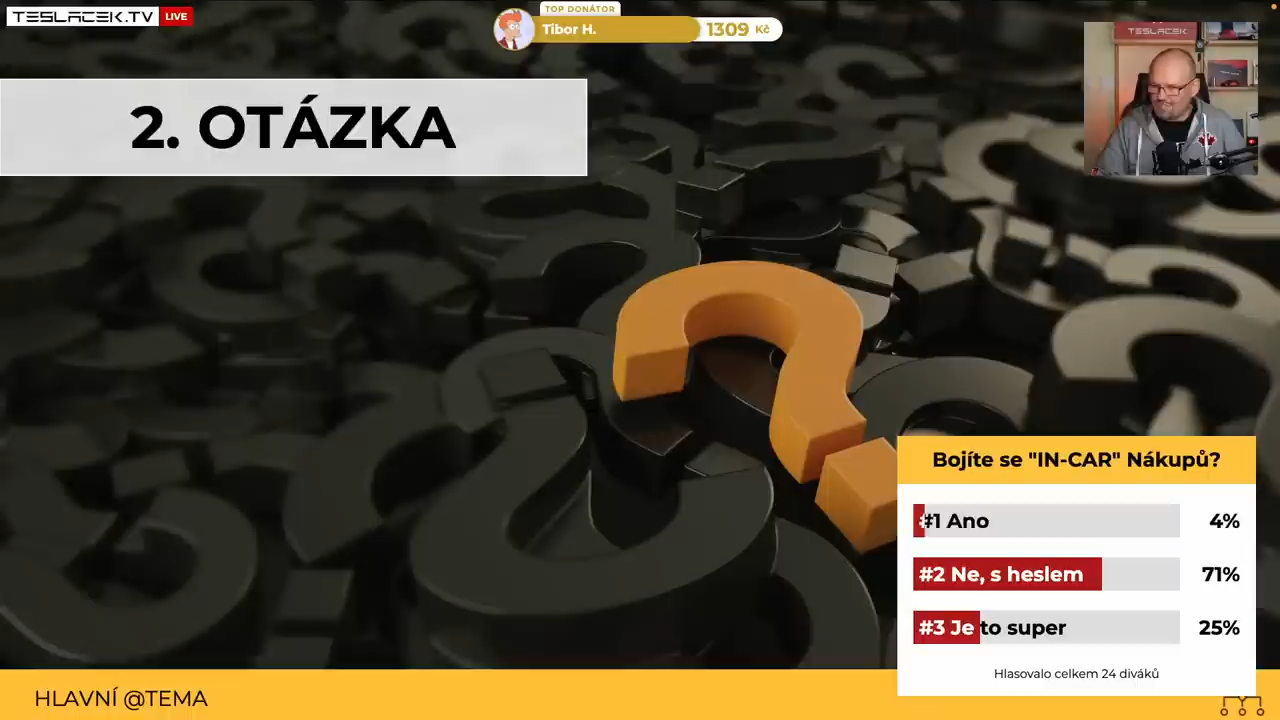 TESLACEK.TV LIVE
TOP DONÁTOR
Tibor H.
1309 Kč
TESLACEK
2. OTÁZKA
Bojíte se "IN-CAR" Nákupů?
#1 Ano 4%
#2 Ne, s heslem 71%
#3 Je to super 25%
Hlasovalo celkem 24 diváků
HLAVNÍ @TEMA